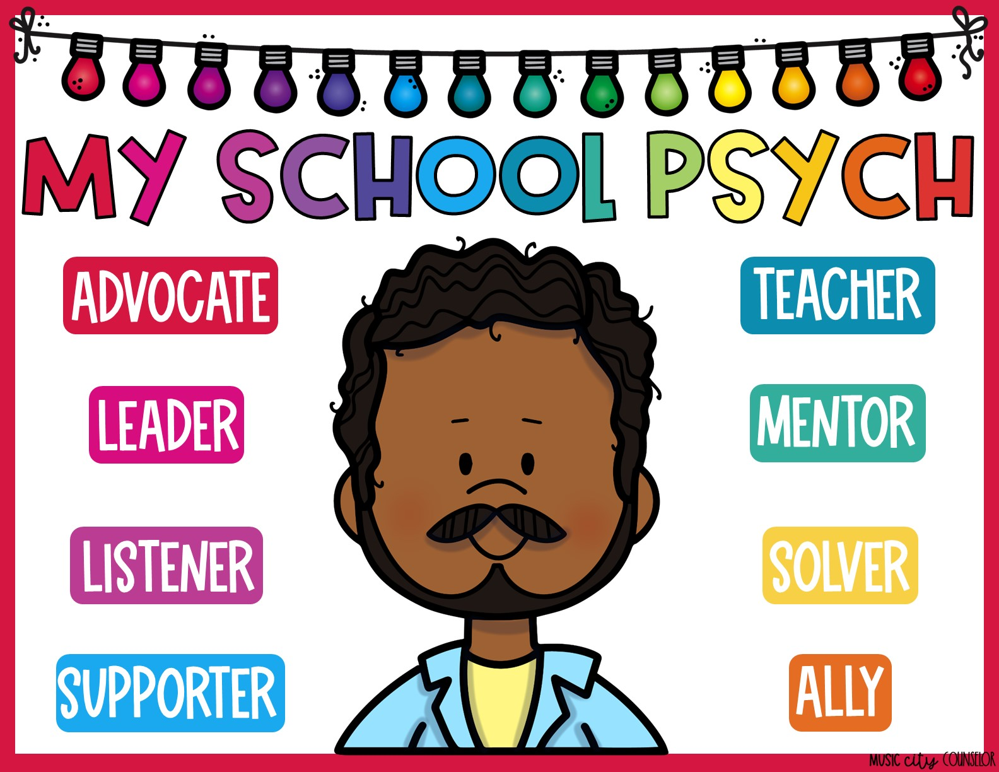 MY SCHOOL PSYCH
ADVOCATE
TEACHER
LEADER
MENTOR
LISTENER
SOLVER
SUPPORTER
ALLY
MUSIC city COUNSELOR